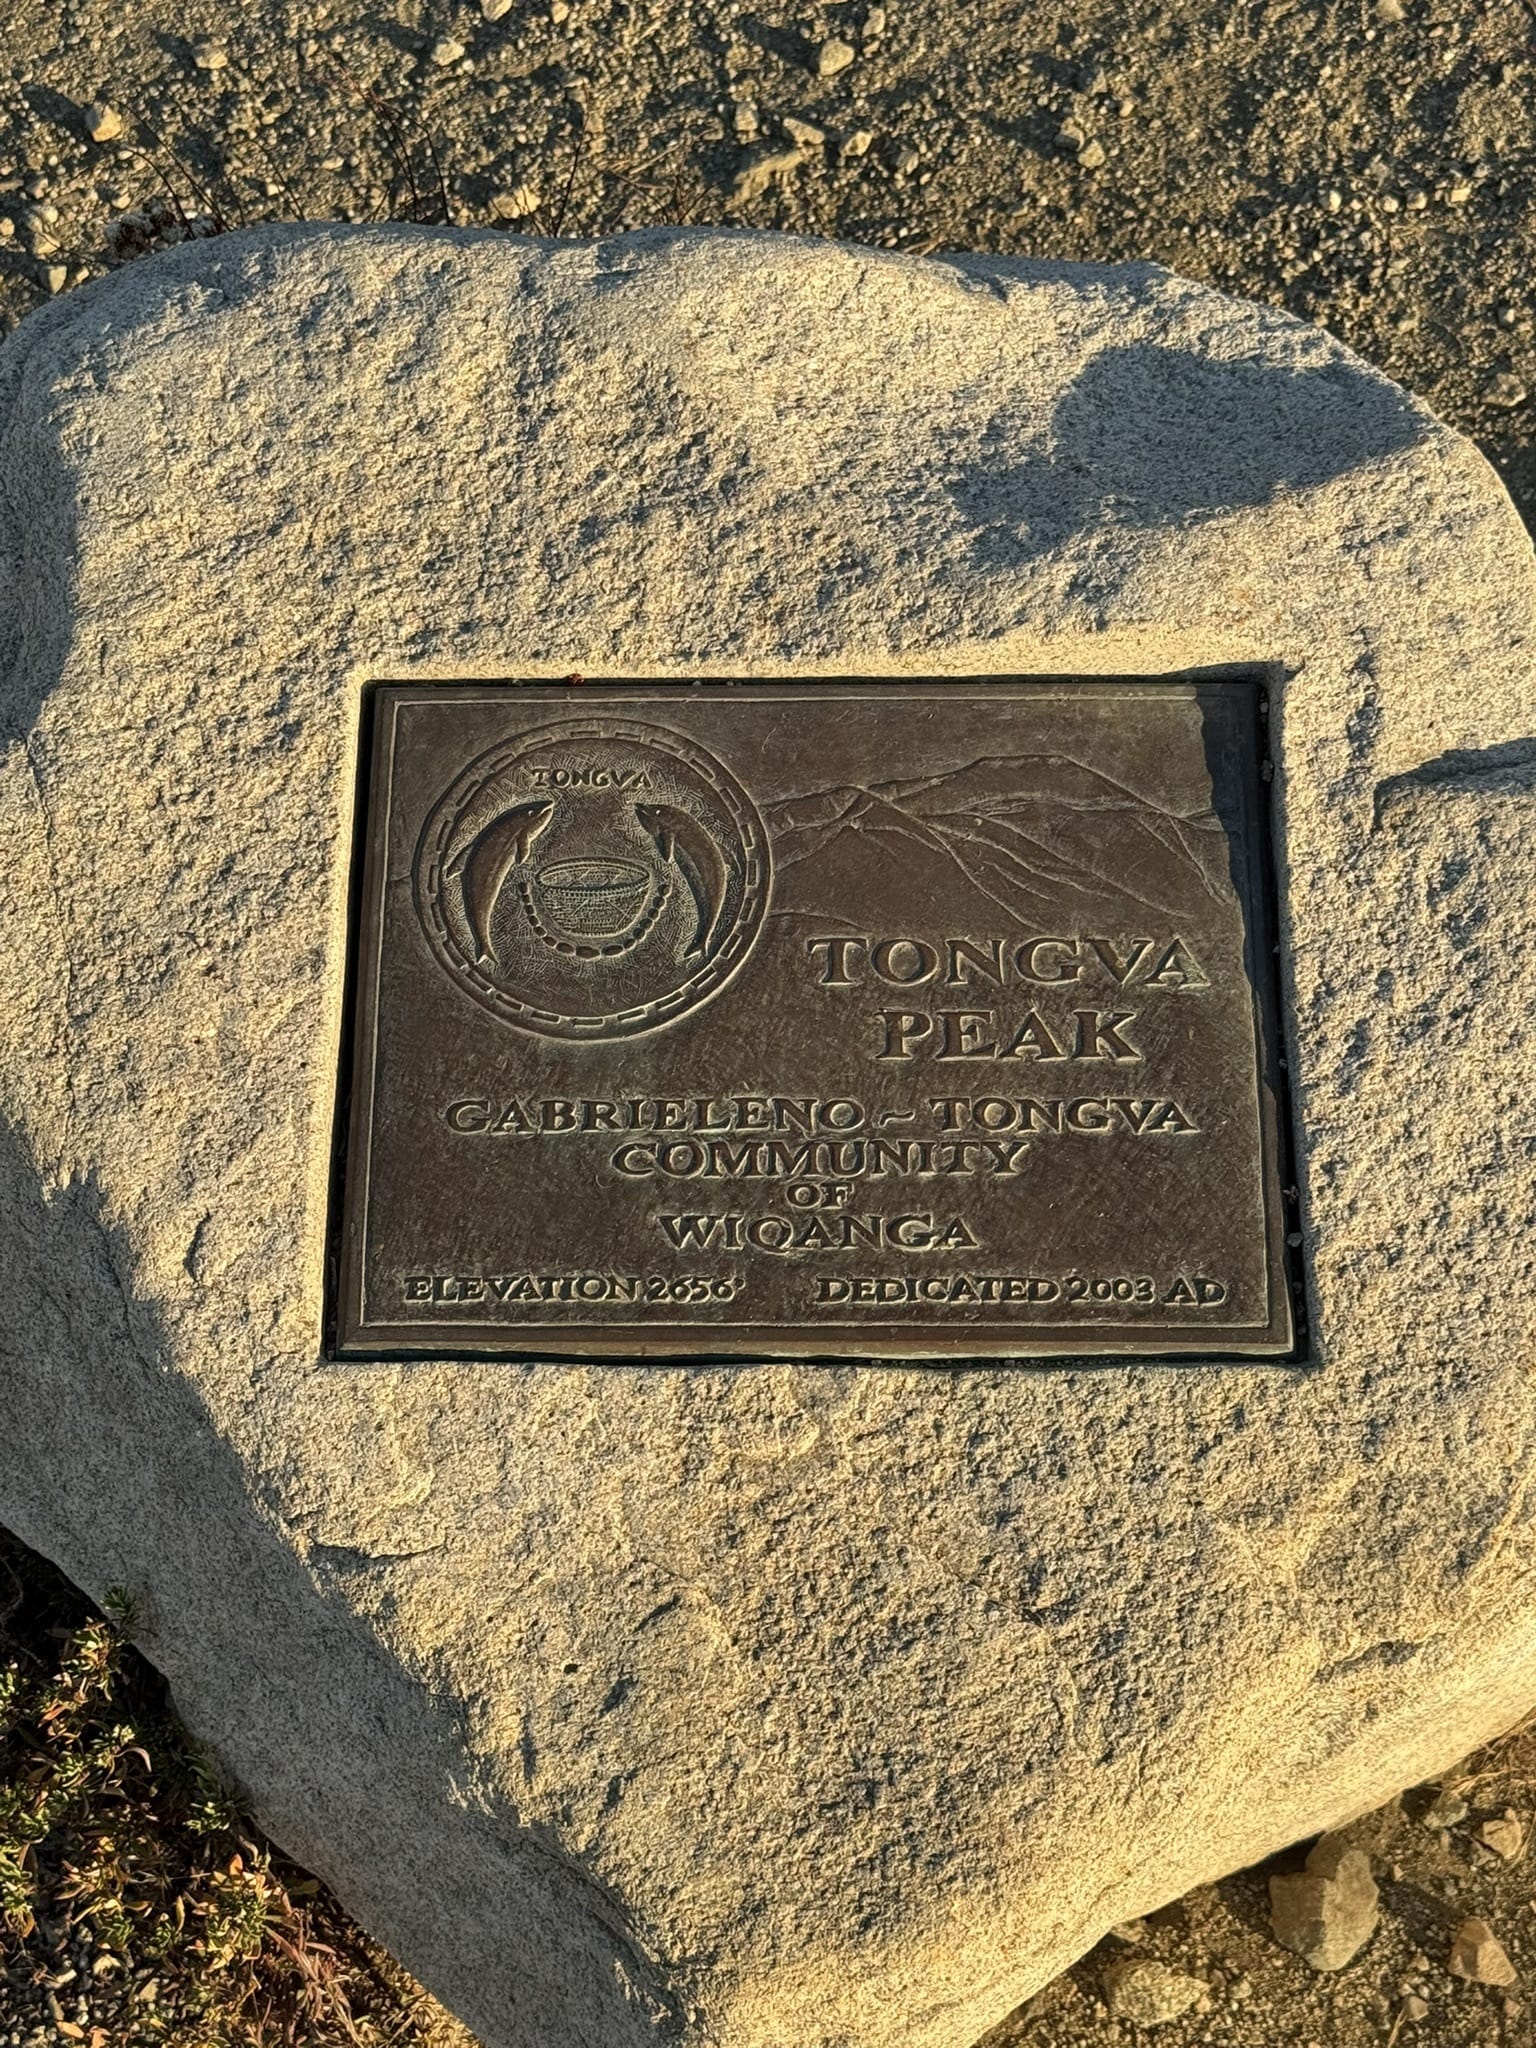 TONGVA
TONGVA
PEAK
GABRIELENO ~ TONGVA
COMMUNITY
OF
WIQANGA
ELEVATION 2656' DEDICATED 2003 AD